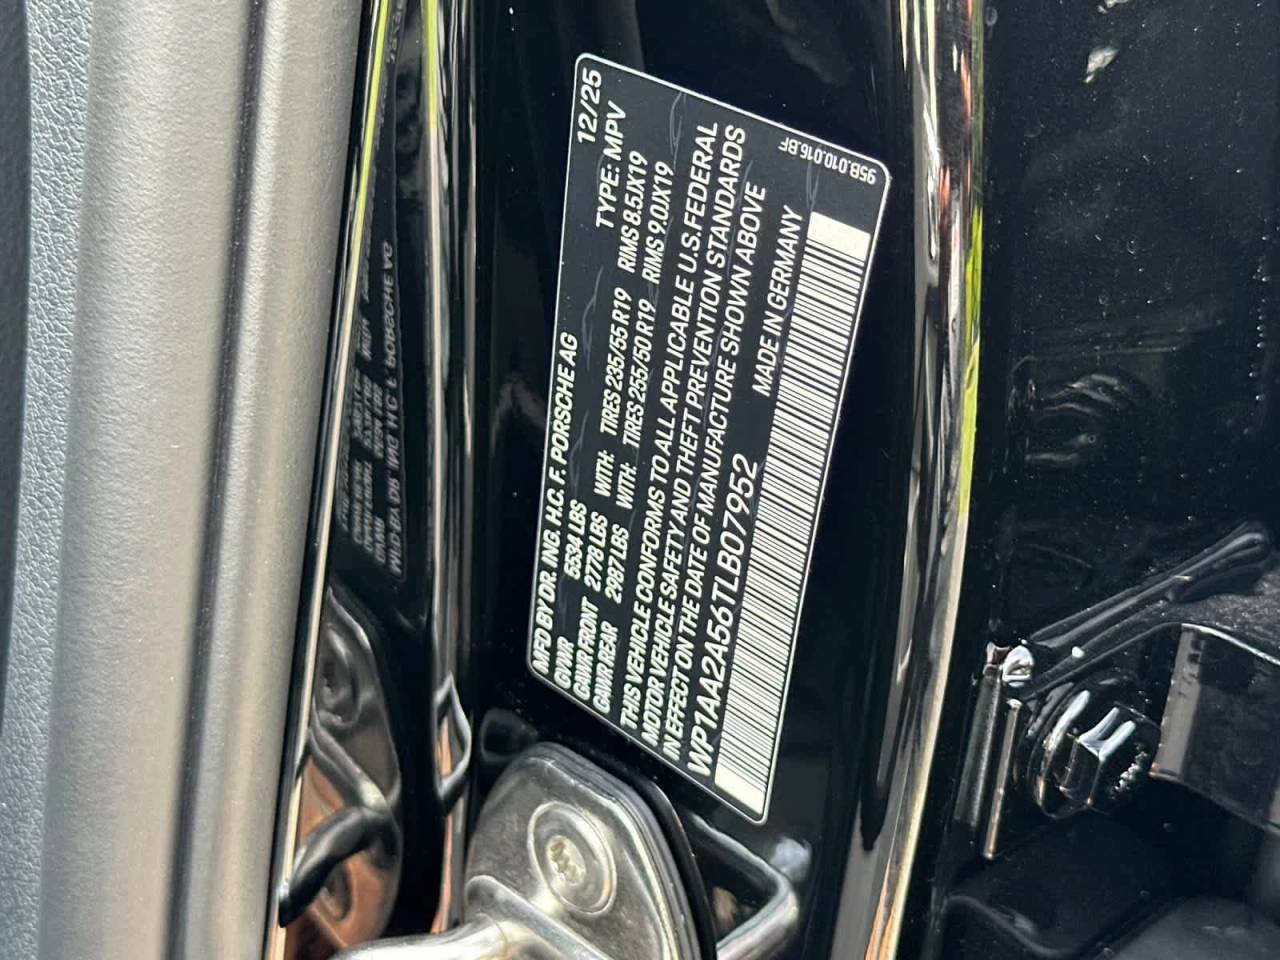 MFD BY DR. ING. H.C. F. PORSCHE AG 12/25
GVWR 5534 LBS TYPE: MPV
GAWR FRONT 2778 LBS WITH: TIRES 235/55 R19 RIMS 8.5JX19
GAWR REAR 2987 LBS WITH: TIRES 255/50 R19 RIMS 9.0JX19
THIS VEHICLE CONFORMS TO ALL APPLICABLE U.S. FEDERAL
MOTOR VEHICLE SAFETY AND THEFT PREVENTION STANDARDS
IN EFFECT ON THE DATE OF MANUFACTURE SHOWN ABOVE
WP1AA2A56TLB07952 MADE IN GERMANY
95B.010.016.BF